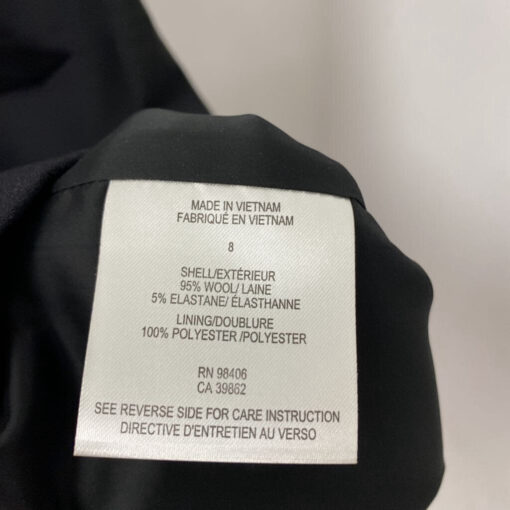 MADE IN VIETNAM
FABRIQUÉ EN VIETNAM
8
SHELL/EXTÉRIEUR
95% WOOL/ LAINE
5% ELASTANE/ ÉLASTHANNE
LINING/DOUBLURE
100% POLYESTER /POLYESTER
RN 98406
CA 39862
SEE REVERSE SIDE FOR CARE INSTRUCTION
DIRECTIVE D'ENTRETIEN AU VERSO